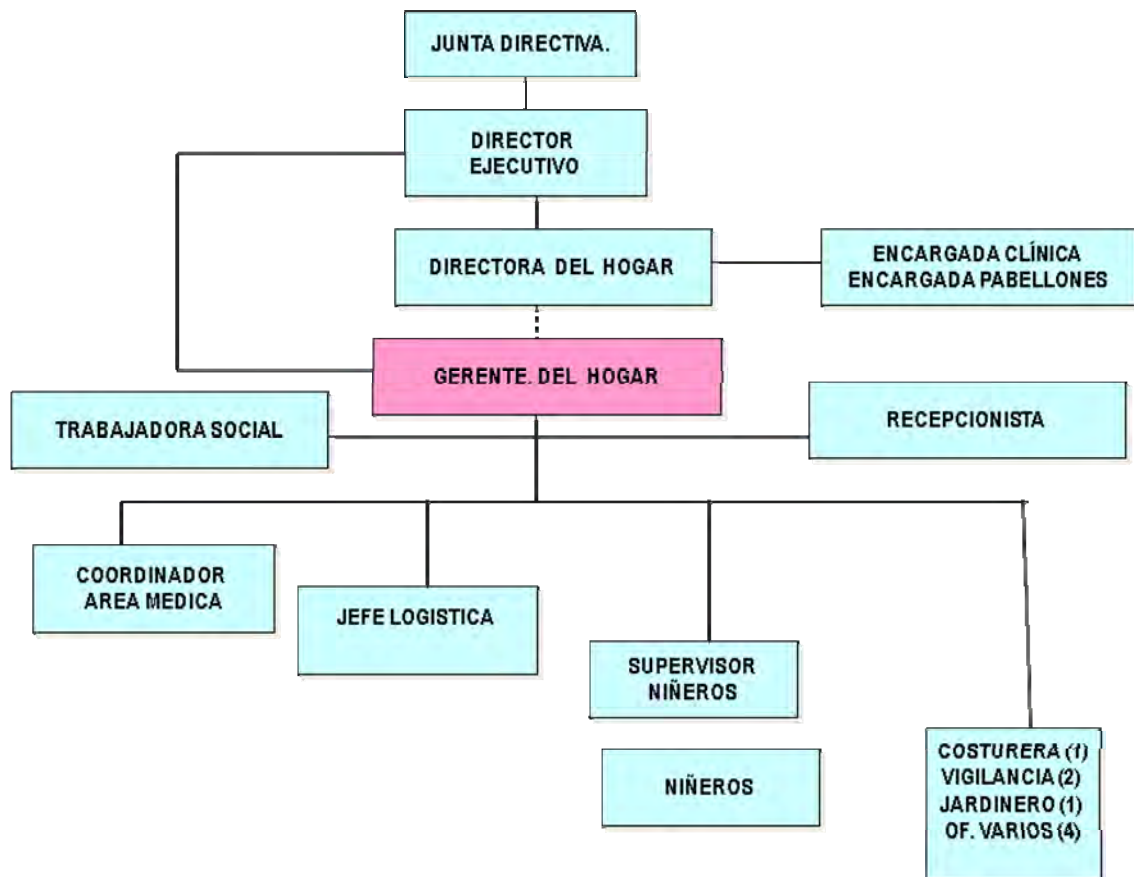 JUNTA DIRECTIVA.
DIRECTOR
EJECUTIVO
DIRECTORA DEL HOGAR
ENCARGADA CLÍNICA
ENCARGADA PABELLONES
GERENTE. DEL HOGAR
TRABAJADORA SOCIAL
RECEPCIONISTA
COORDINADOR
AREA MEDICA
JEFE LOGISTICA
SUPERVISOR
NIÑEROS
NIÑEROS
COSTURERA (1)
VIGILANCIA (2)
JARDINERO (1)
OF. VARIOS (4)